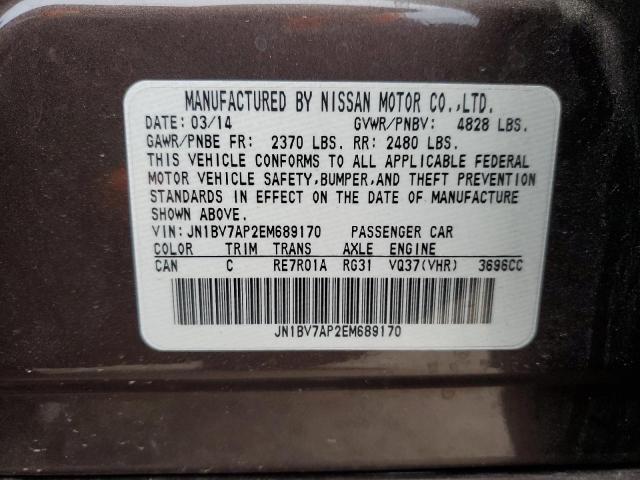 MANUFACTURED BY NISSAN MOTOR CO.,LTD.
DATE: 03/14 GVWR/PNBV: 4828 LBS.
GAWR/PNBE FR: 2370 LBS. RR: 2480 LBS.
THIS VEHICLE CONFORMS TO ALL APPLICABLE FEDERAL
MOTOR VEHICLE SAFETY,BUMPER,AND THEFT PREVENTION
STANDARDS IN EFFECT ON THE DATE OF MANUFACTURE
SHOWN ABOVE.
VIN: JN1BV7AP2EM689170 PASSENGER CAR
COLOR TRIM TRANS AXLE ENGINE
CAN C RE7R01A RG31 VQ37(VHR) 3696CC
JN1BV7AP2EM689170